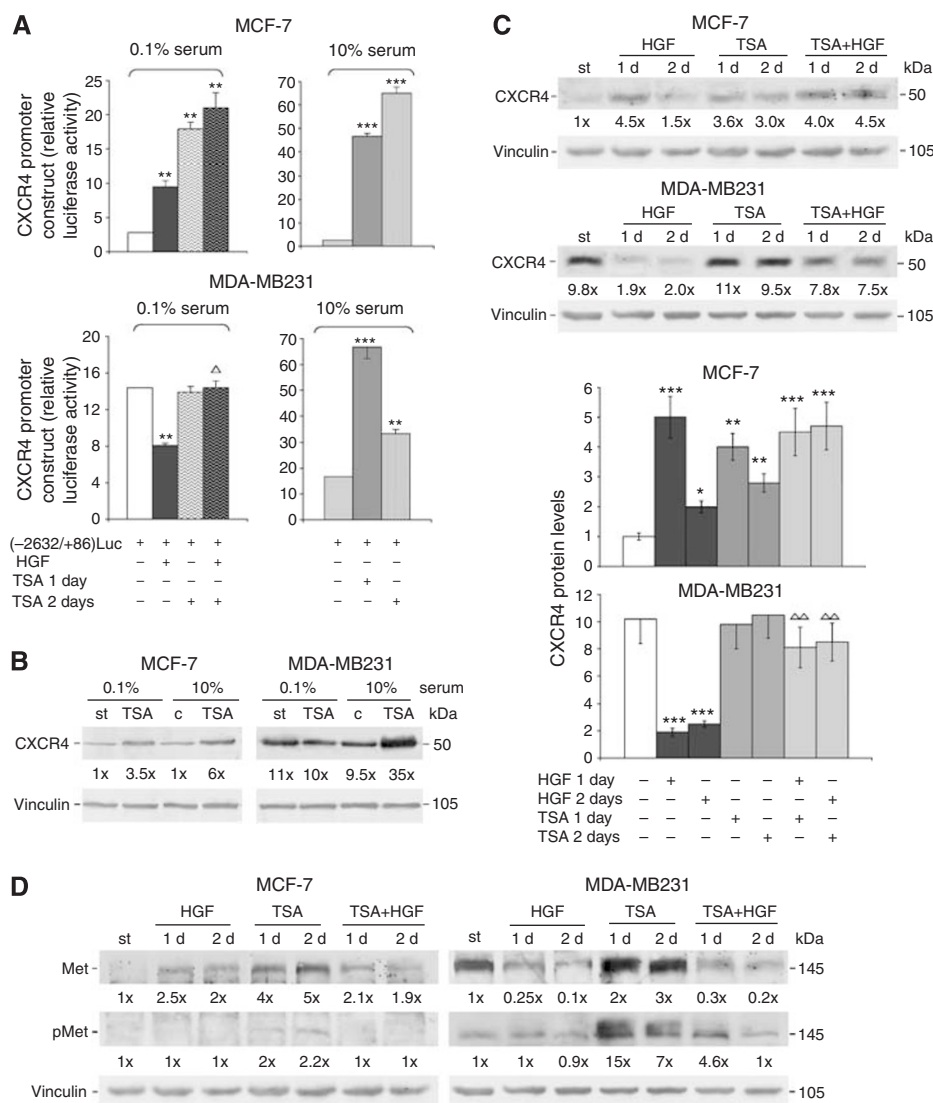 A
MCF-7
0.1% serum
10% serum
CXCR4 promoter
construct (relative
luciferase activity)
25
20
15
10
5
0
**
**
**
70
60
50
40
30
20
10
0
***
***
MDA-MB231
0.1% serum
10% serum
CXCR4 promoter
construct (relative
luciferase activity)
18
15
12
9
6
3
0
**
△
70
60
50
40
30
20
10
0
***
**
(−2632/+86)Luc + + + + + + +
HGF − + − + − − −
TSA 1 day − − − − − + −
TSA 2 days − − + + − − +
B
MCF-7 MDA-MB231
0.1% 10% 0.1% 10% serum
st TSA c TSA st TSA c TSA kDa
CXCR4 50
1x 3.5x 1x 6x 11x 10x 9.5x 35x
Vinculin 105
C
MCF-7
HGF TSA TSA+HGF
st 1 d 2 d 1 d 2 d 1 d 2 d kDa
CXCR4 50
1x 4.5x 1.5x 3.6x 3.0x 4.0x 4.5x
Vinculin 105
MDA-MB231
HGF TSA TSA+HGF
st 1 d 2 d 1 d 2 d 1 d 2 d kDa
CXCR4 50
9.8x 1.9x 2.0x 11x 9.5x 7.8x 7.5x
Vinculin 105
CXCR4 protein levels
MCF-7
6
5
4
3
2
1
0
*** * ** ** *** ***
MDA-MB231
12
10
8
6
4
2
0
*** *** △△ △△
HGF 1 day − + − − − + −
HGF 2 days − − + − − − +
TSA 1 day − − − + − + −
TSA 2 days − − − − + − +
D
MCF-7 MDA-MB231
HGF TSA TSA+HGF HGF TSA TSA+HGF
st 1 d 2 d 1 d 2 d 1 d 2 d st 1 d 2 d 1 d 2 d 1 d 2 d kDa
Met 145
1x 2.5x 2x 4x 5x 2.1x 1.9x 1x 0.25x 0.1x 2x 3x 0.3x 0.2x
pMet 145
1x 1x 1x 2x 2.2x 1x 1x 1x 1x 0.9x 15x 7x 4.6x 1x
Vinculin 105